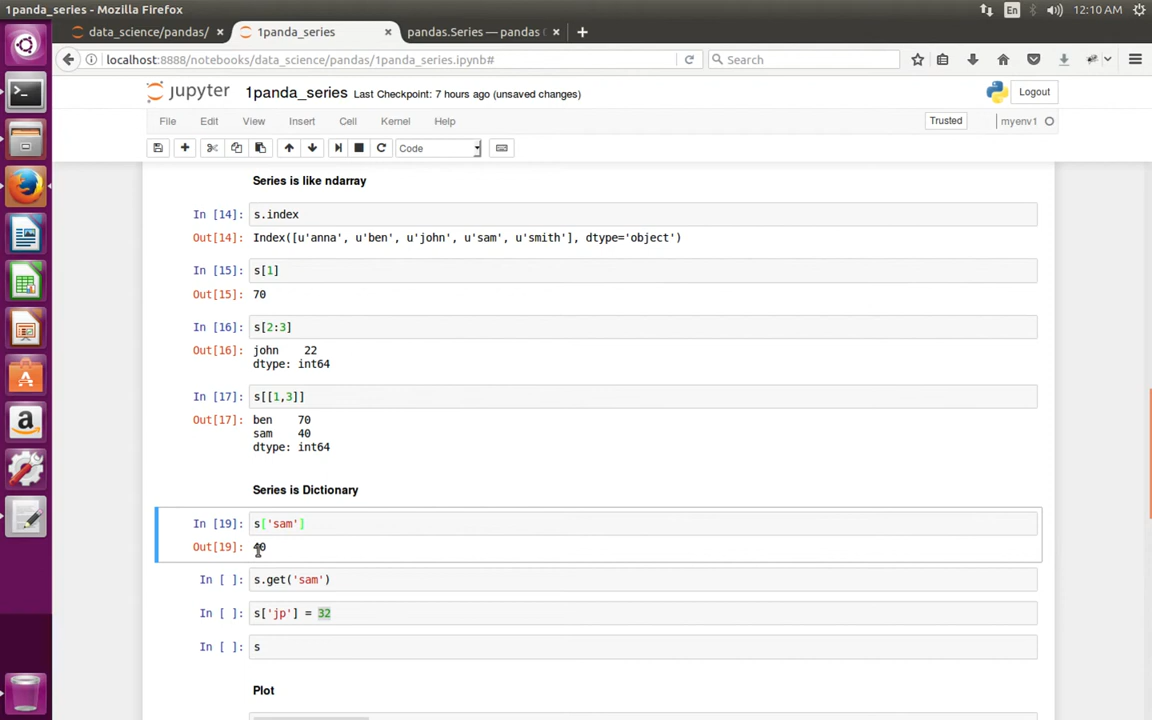 1panda_series - Mozilla Firefox
En
12:10 AM
data_science/pandas/
1panda_series
pandas.Series — pandas
localhost:8888/notebooks/data_science/pandas/1panda_series.ipynb#
Search
jupyter
1panda_series Last Checkpoint: 7 hours ago (unsaved changes)
Logout
File
Edit
View
Insert
Cell
Kernel
Help
Trusted
myenv1
Code
Series is like ndarray
In [14]: s.index
Out[14]: Index([u'anna', u'ben', u'john', u'sam', u'smith'], dtype='object')
In [15]: s[1]
Out[15]: 70
In [16]: s[2:3]
Out[16]: john 22
dtype: int64
In [17]: s[[1,3]]
Out[17]: ben 70
sam 40
dtype: int64
Series is Dictionary
In [19]: s['sam']
Out[19]: 40
In [ ]: s.get('sam')
In [ ]: s['jp'] = 32
In [ ]: s
Plot